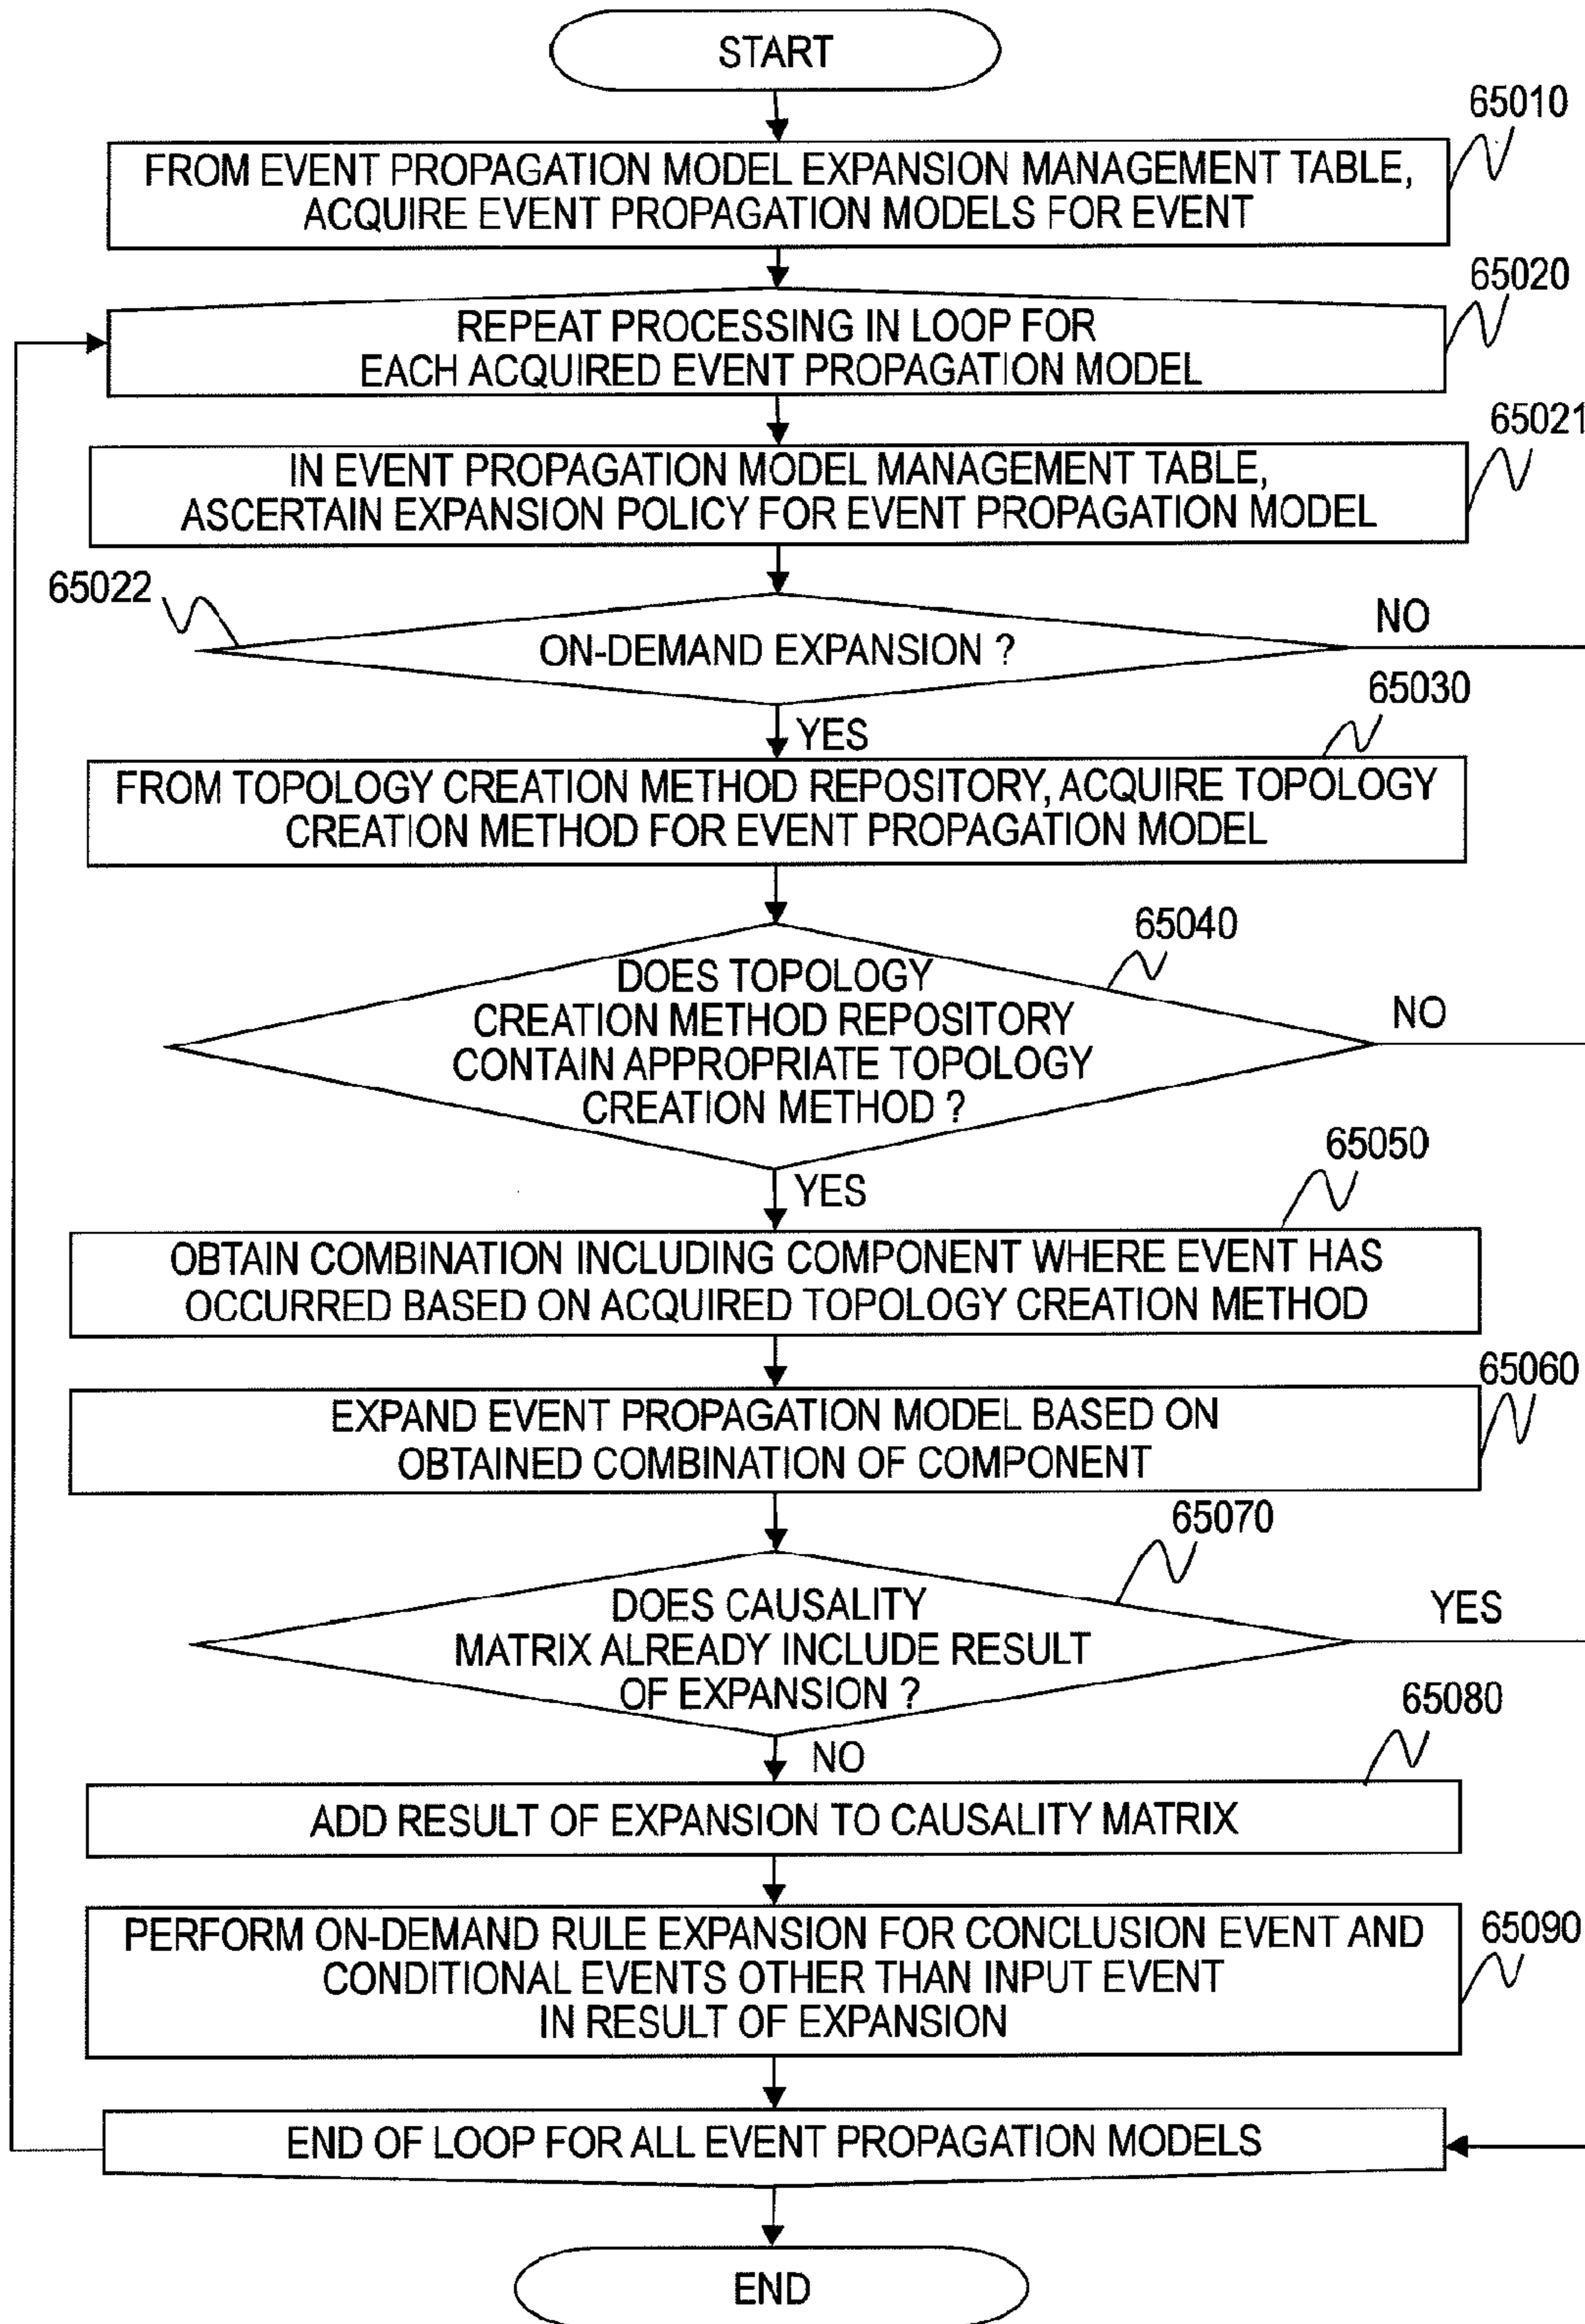 START
65010
FROM EVENT PROPAGATION MODEL EXPANSION MANAGEMENT TABLE,
ACQUIRE EVENT PROPAGATION MODELS FOR EVENT
65020
REPEAT PROCESSING IN LOOP FOR
EACH ACQUIRED EVENT PROPAGATION MODEL
65021
IN EVENT PROPAGATION MODEL MANAGEMENT TABLE,
ASCERTAIN EXPANSION POLICY FOR EVENT PROPAGATION MODEL
65022
ON-DEMAND EXPANSION ?
NO
YES
65030
FROM TOPOLOGY CREATION METHOD REPOSITORY, ACQUIRE TOPOLOGY
CREATION METHOD FOR EVENT PROPAGATION MODEL
65040
DOES TOPOLOGY
CREATION METHOD REPOSITORY
CONTAIN APPROPRIATE TOPOLOGY
CREATION METHOD ?
NO
YES
65050
OBTAIN COMBINATION INCLUDING COMPONENT WHERE EVENT HAS
OCCURRED BASED ON ACQUIRED TOPOLOGY CREATION METHOD
65060
EXPAND EVENT PROPAGATION MODEL BASED ON
OBTAINED COMBINATION OF COMPONENT
65070
DOES CAUSALITY
MATRIX ALREADY INCLUDE RESULT
OF EXPANSION ?
YES
NO
65080
ADD RESULT OF EXPANSION TO CAUSALITY MATRIX
65090
PERFORM ON-DEMAND RULE EXPANSION FOR CONCLUSION EVENT AND
CONDITIONAL EVENTS OTHER THAN INPUT EVENT
IN RESULT OF EXPANSION
END OF LOOP FOR ALL EVENT PROPAGATION MODELS
END